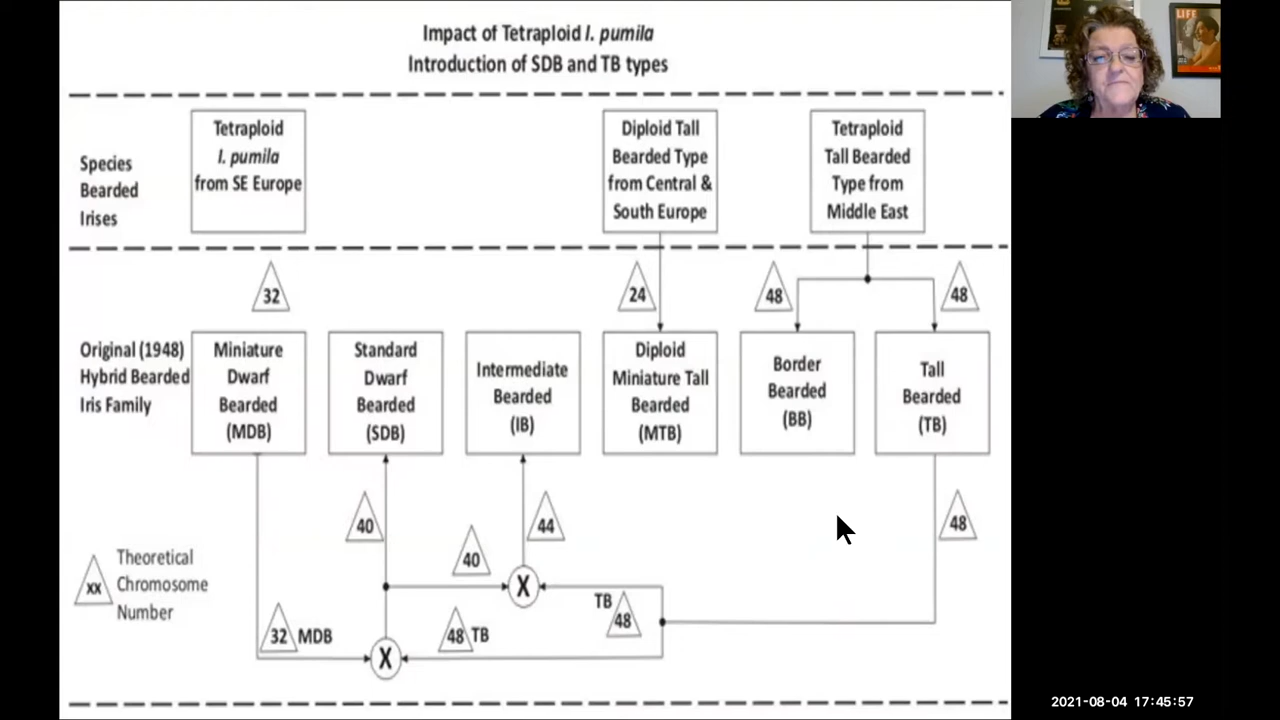 Impact of Tetraploid I. pumila
Introduction of SDB and TB types
LIFE
Species
Bearded
Irises
Tetraploid
I. pumila
from SE Europe
Diploid Tall
Bearded Type
from Central &
South Europe
Tetraploid
Tall Bearded
Type from
Middle East
32
24
48
48
Original (1948)
Hybrid Bearded
Iris Family
Miniature
Dwarf
Bearded
(MDB)
Standard
Dwarf
Bearded
(SDB)
Intermediate
Bearded
(IB)
Diploid
Miniature Tall
Bearded
(MTB)
Border
Bearded
(BB)
Tall
Bearded
(TB)
40
44
48
xx
Theoretical
Chromosome
Number
40
X
TB
48
32 MDB
X
48 TB
2021-08-04 17:45:57